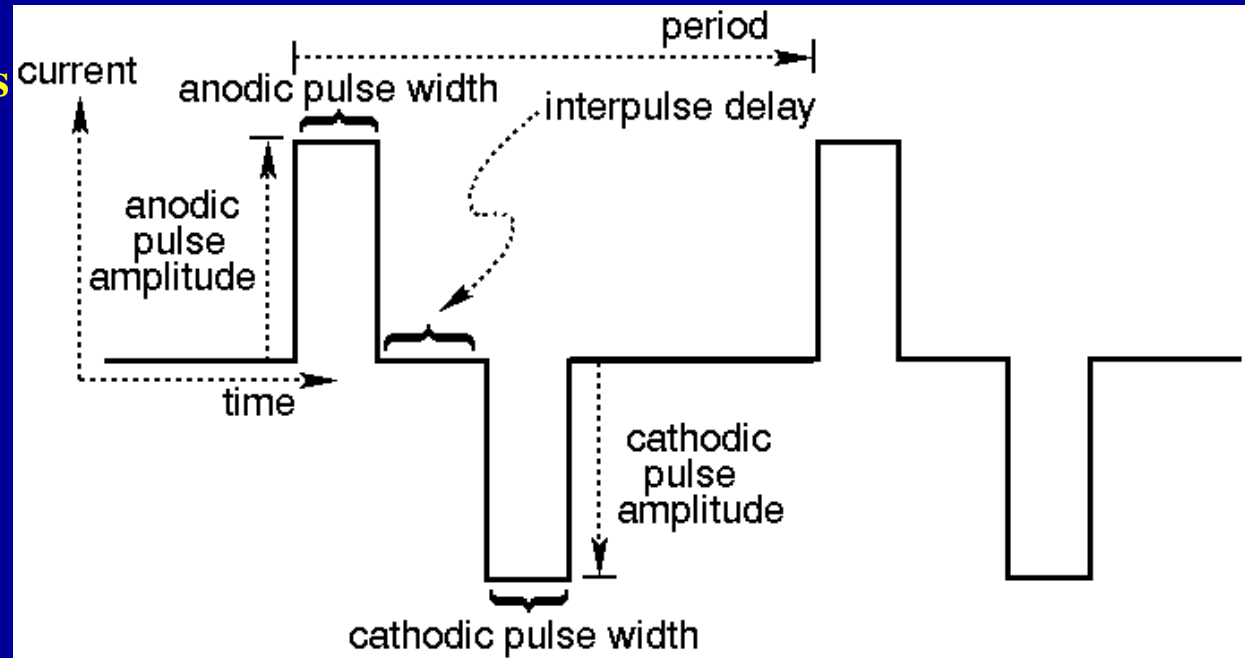 period
s
current
anodic pulse width
interpulse delay
anodic
pulse
amplitude
time
cathodic
pulse
amplitude
cathodic pulse width